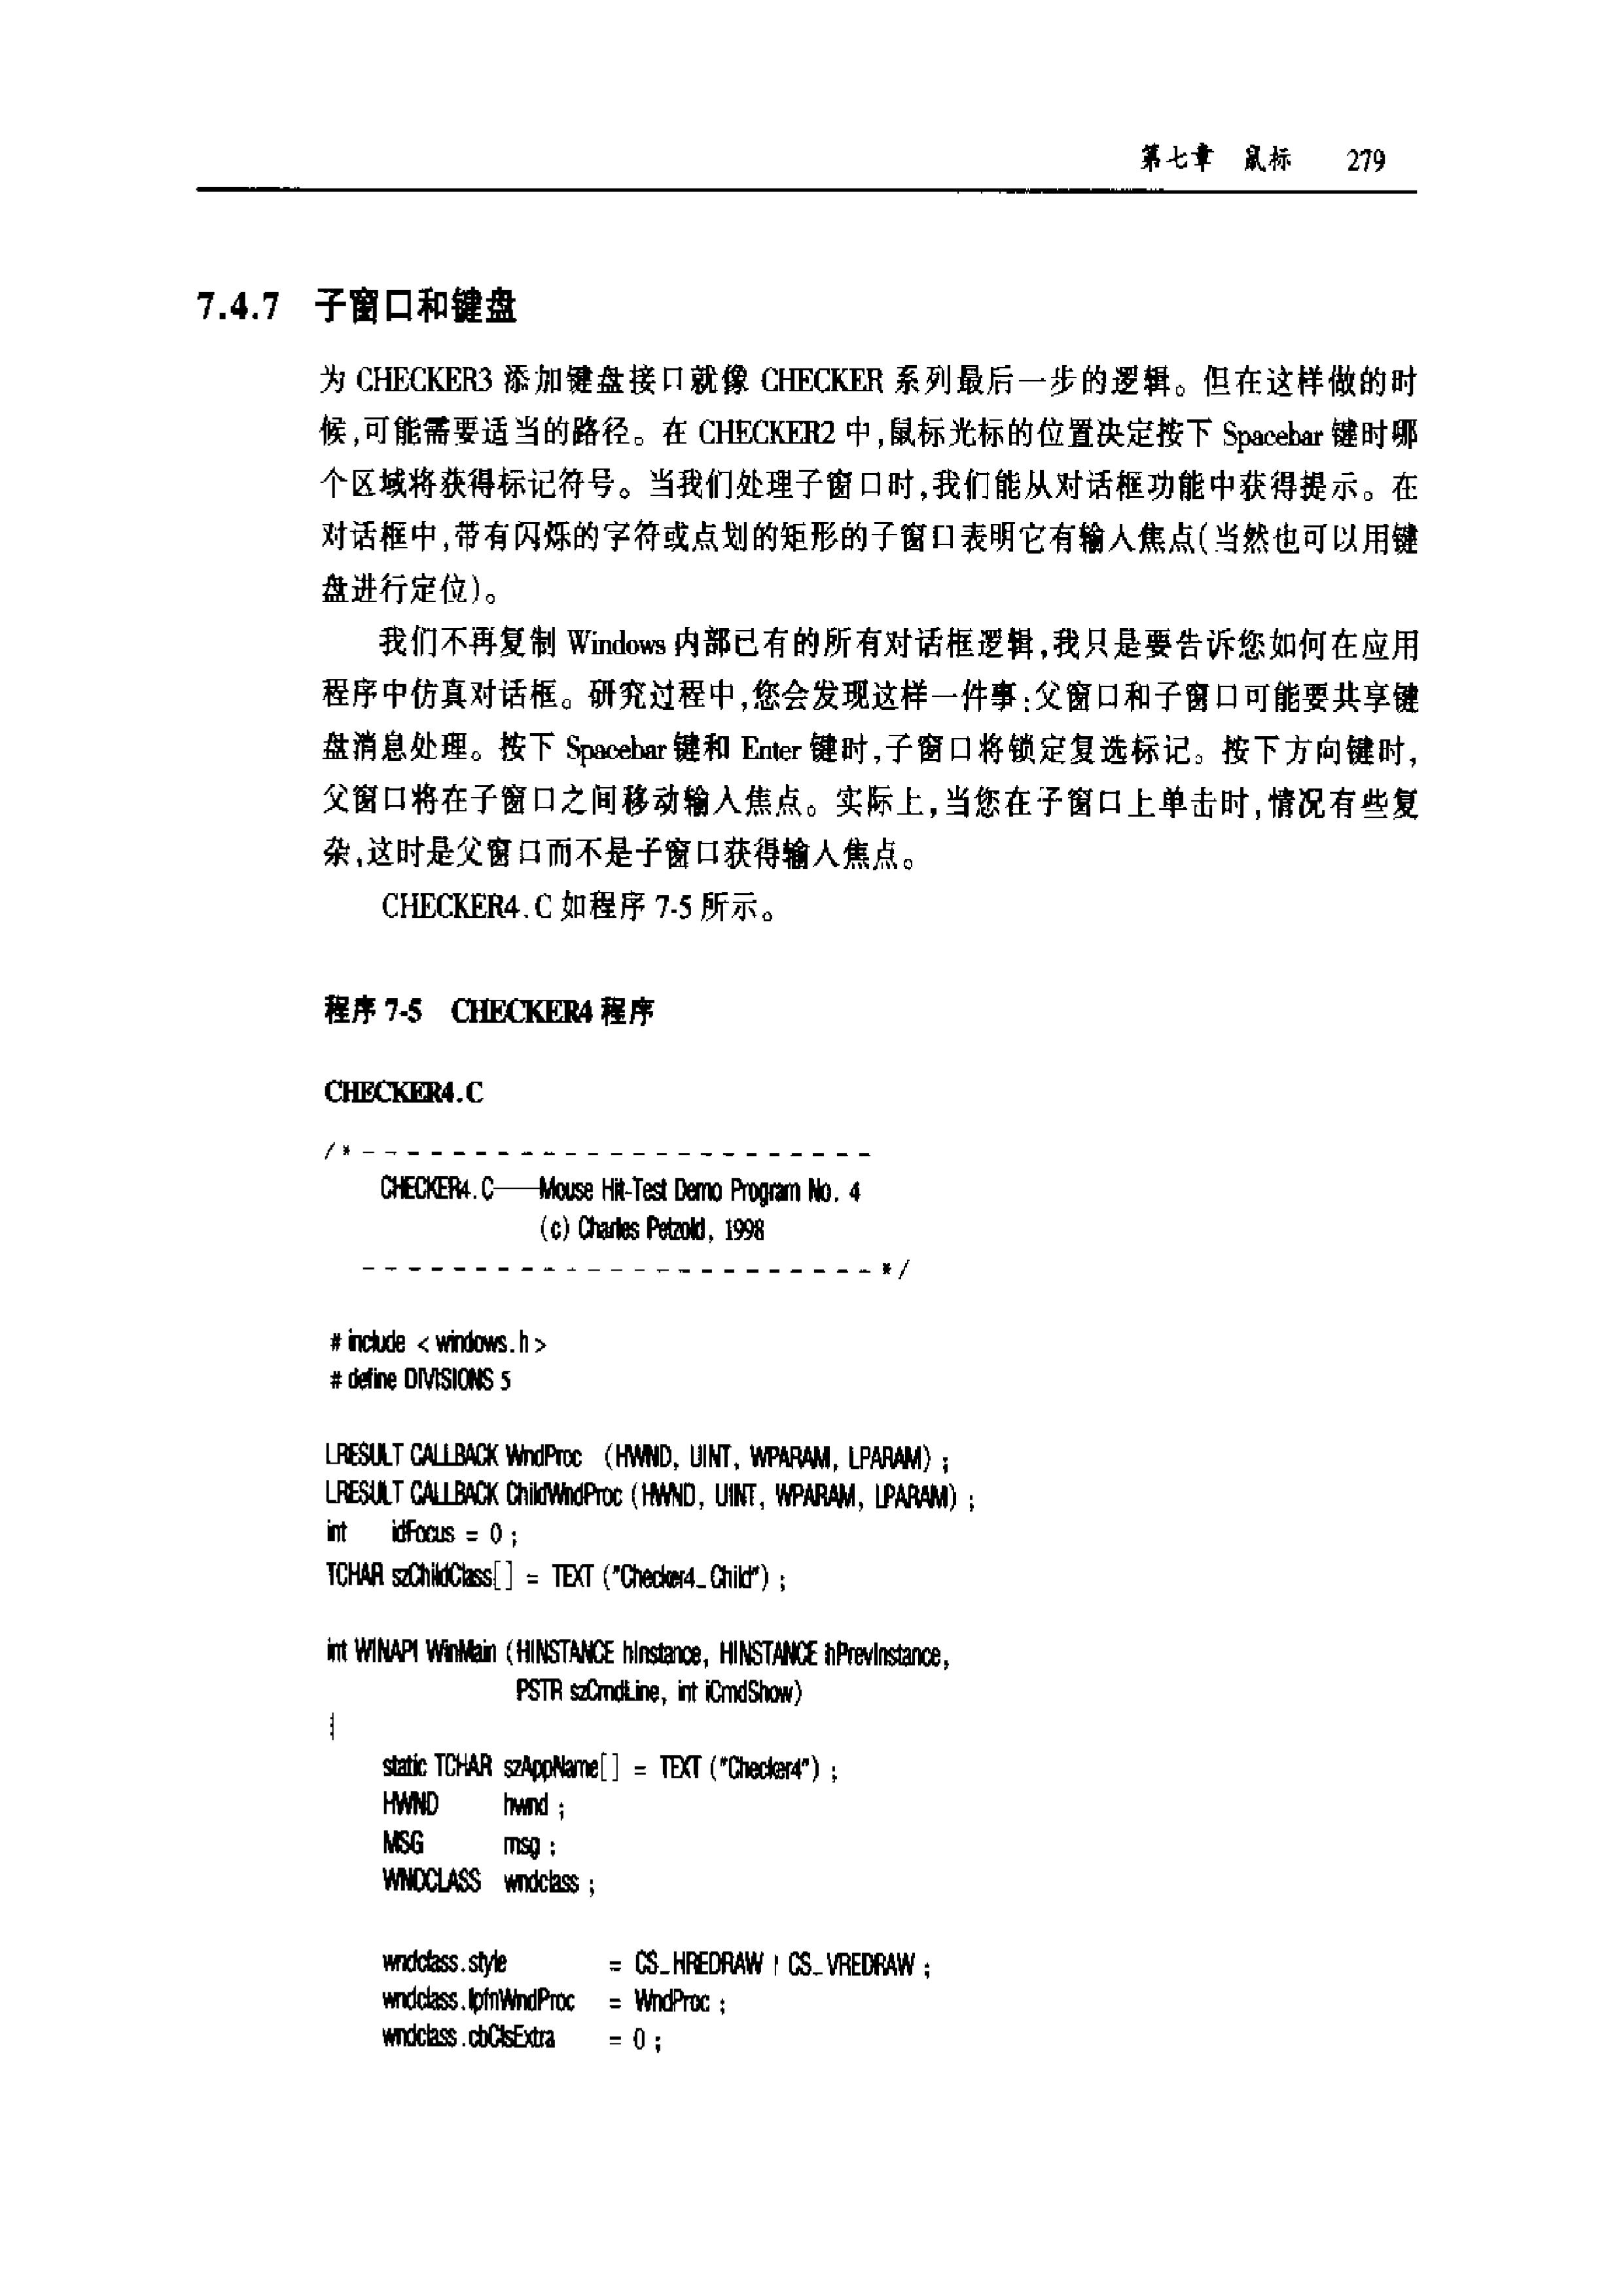 第七章 鼠标 279
7.4.7 子窗口和键盘
为 CHECKER3 添加键盘接口就像 CHECKER 系列最后一步的逻辑。但在这样做的时
候,可能需要适当的路径。在 CHECKER2 中,鼠标光标的位置决定按下 Spacebar 键时哪
个区域将获得标记符号。当我们处理子窗口时,我们能从对话框功能中获得提示。在
对话框中,带有闪烁的字符或点划的矩形的子窗口表明它有输入焦点(当然也可以用键
盘进行定位)。
我们不再复制 Windows 内部已有的所有对话框逻辑,我只是要告诉您如何在应用
程序中仿真对话框。研究过程中,您会发现这样一件事:父窗口和子窗口可能要共享键
盘消息处理。按下 Spacebar 键和 Enter 键时,子窗口将锁定复选标记。按下方向键时,
父窗口将在子窗口之间移动输入焦点。实际上,当您在子窗口上单击时,情况有些复
杂,这时是父窗口而不是子窗口获得输入焦点。
CHECKER4.C 如程序 7-5 所示。
程序 7-5 CHECKER4 程序
CHECKER4.C
/* - - - - - - - - - - - - - - - - - - - - - - -
CHECKER4.C——Mouse Hit-Test Demo Program No. 4
(c) Charles Petzold, 1998
- - - - - - - - - - - - - - - - - - - - - - - */
# include < windows.h >
# define DIVISIONS 5
LRESULT CALLBACK WndProc (HWND, UINT, WPARAM, LPARAM) ;
LRESULT CALLBACK ChildWndProc (HWND, UINT, WPARAM, LPARAM) ;
int idFocus = 0 ;
TCHAR szChildClass[] = TEXT ("Checker4_Child") ;
int WINAPI WinMain (HINSTANCE hInstance, HINSTANCE hPrevInstance,
PSTR szCmdLine, int iCmdShow)
{
static TCHAR szAppName[] = TEXT ("Checker4") ;
HWND hwnd ;
MSG msg ;
WNDCLASS wndclass ;
wndclass.style = CS_HREDRAW | CS_VREDRAW ;
wndclass.lpfnWndProc = WndProc ;
wndclass.cbClsExtra = 0 ;